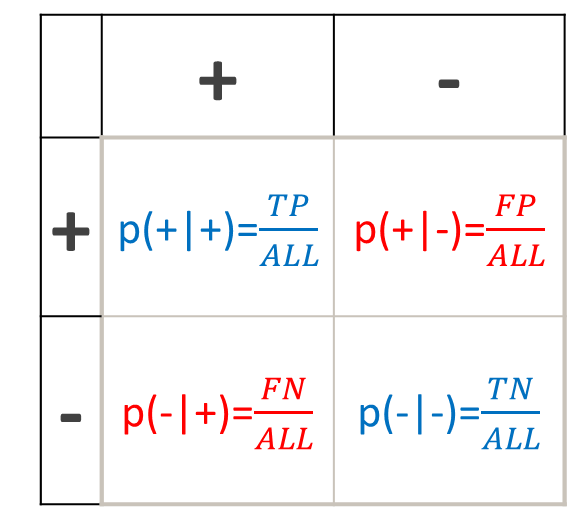 + -
+ p(+|+)=TP/ALL p(+|-)=FP/ALL
- p(-|+)=FN/ALL p(-|-)=TN/ALL